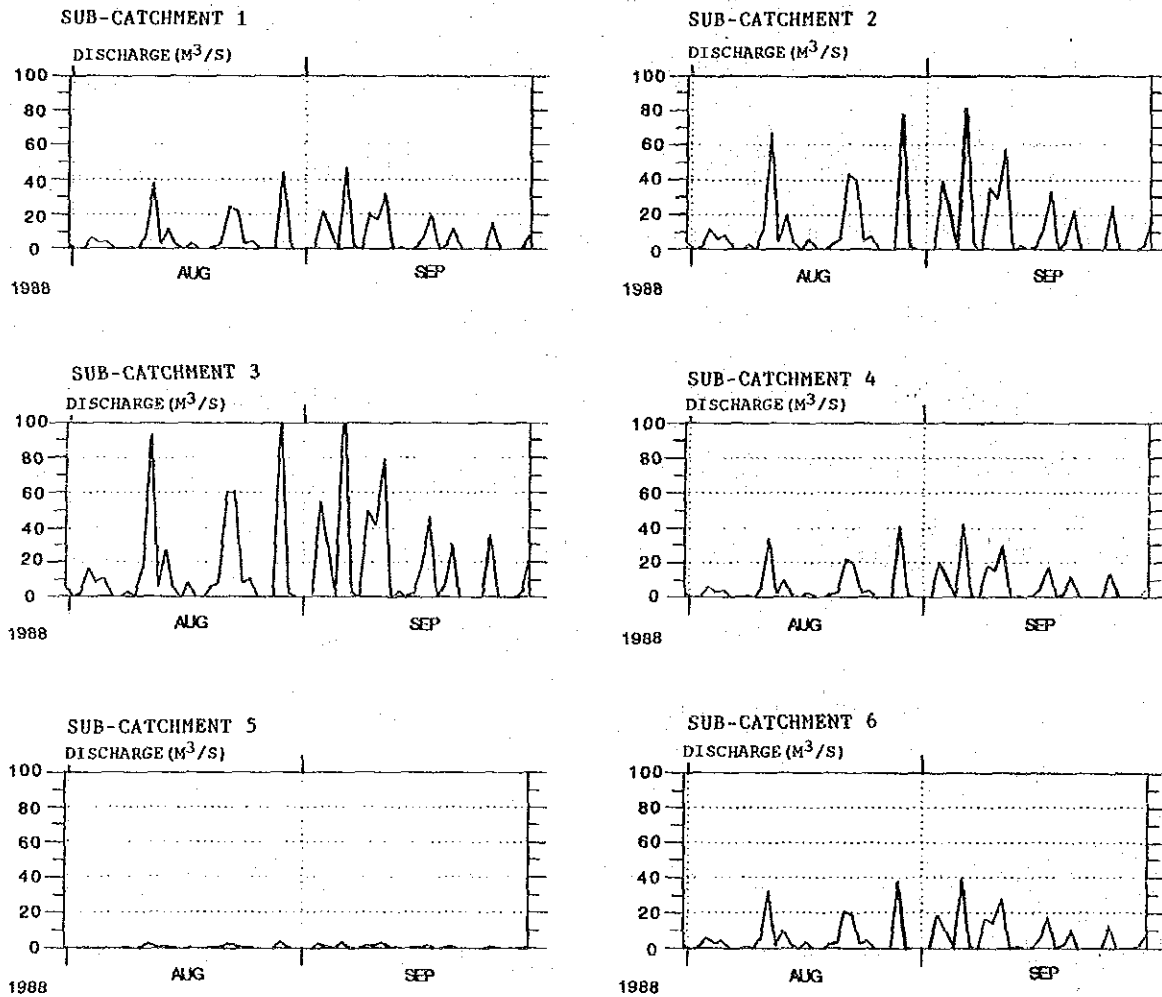 SUB-CATCHMENT 1
DISCHARGE(M³/S)
100
80
60
40
20
0
AUG
SEP
1988
SUB-CATCHMENT 2
DISCHARGE(M³/S)
100
80
60
40
20
0
AUG
SEP
1988
SUB-CATCHMENT 3
DISCHARGE(M³/S)
100
80
60
40
20
0
AUG
SEP
1988
SUB-CATCHMENT 4
DISCHARGE(M³/S)
100
80
60
40
20
0
AUG
SEP
1988
SUB-CATCHMENT 5
DISCHARGE(M³/S)
100
80
60
40
20
0
AUG
SEP
1988
SUB-CATCHMENT 6
DISCHARGE(M³/S)
100
80
60
40
20
0
AUG
SEP
1988